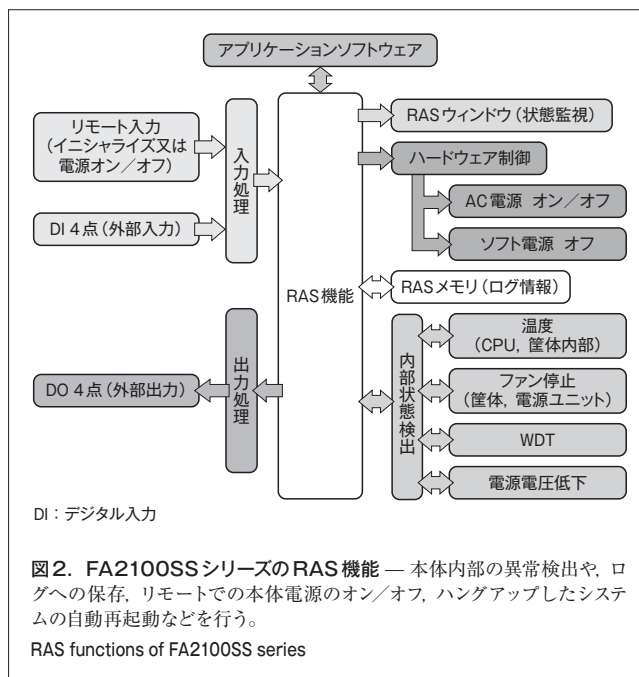 アプリケーションソフトウェア
リモート入力
(イニシャライズ又は
電源オン／オフ)
DI 4点(外部入力)
入力処理
RAS機能
RASウィンドウ(状態監視)
ハードウェア制御
AC電源 オン／オフ
ソフト電源 オフ
RASメモリ(ログ情報)
出力処理
DO 4点(外部出力)
内部状態検出
温度
(CPU, 筐体内部)
ファン停止
(筐体, 電源ユニット)
WDT
電源電圧低下
DI：デジタル入力
図2．FA2100SSシリーズのRAS機能 ― 本体内部の異常検出や, ロ
グへの保存, リモートでの本体電源のオン／オフ, ハングアップしたシステ
ムの自動再起動などを行う。
RAS functions of FA2100SS series